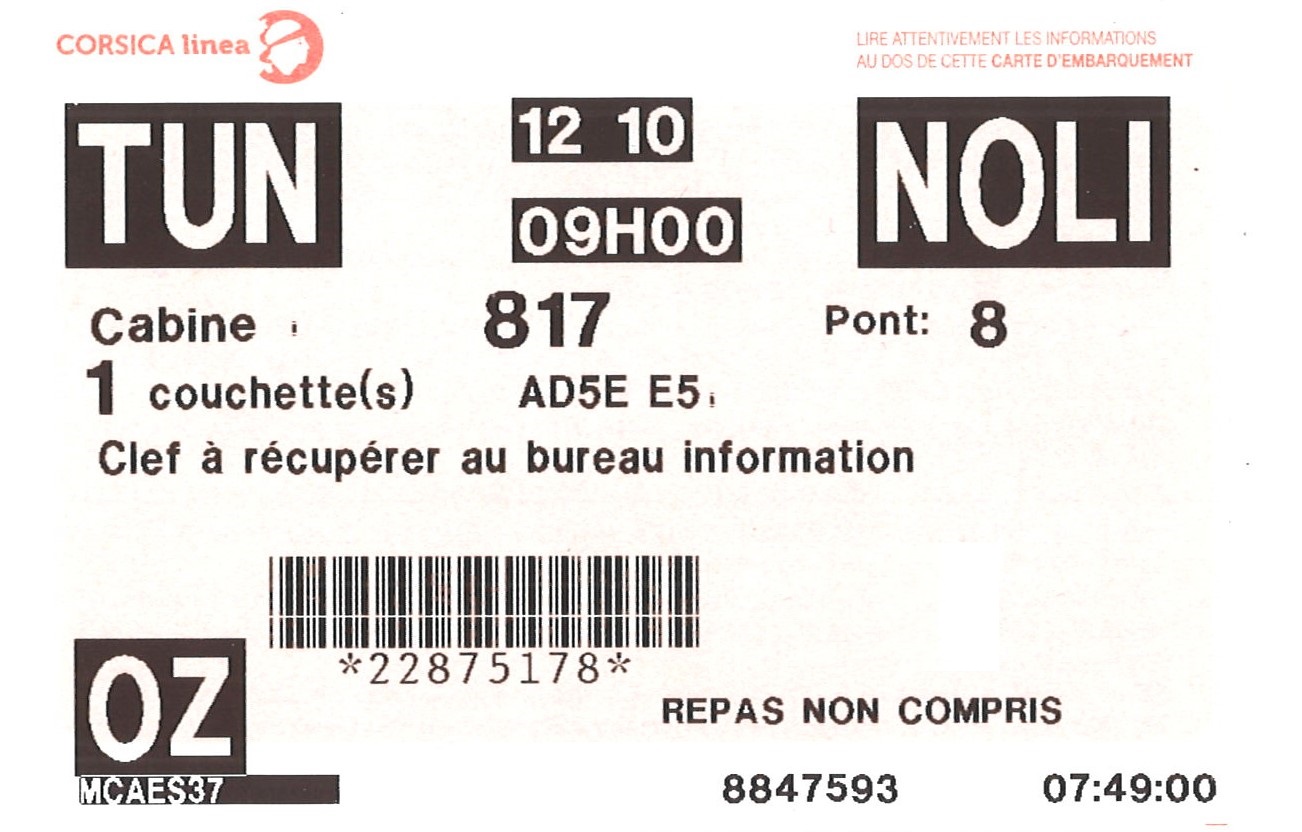 CORSICA linea
LIRE ATTENTIVEMENT LES INFORMATIONS
AU DOS DE CETTE CARTE D'EMBARQUEMENT
TUN
12 10
NOLI
09H00
Cabine : 817 Pont: 8
1 couchette(s) AD5E E5
Clef à récupérer au bureau information
*22875178*
OZ
REPAS NON COMPRIS
MCAES37
8847593 07:49:00